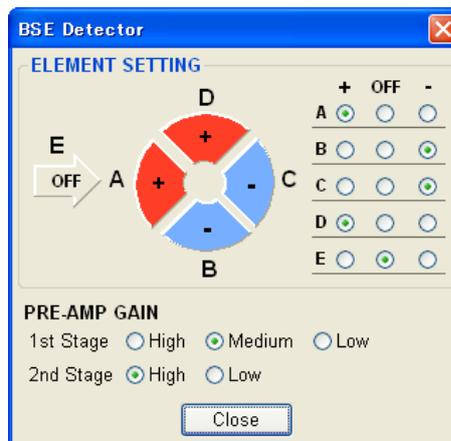 BSE Detector
ELEMENT SETTING
+ OFF -
D
A
+
E
B
OFF A + - C
C
-
D
B
E
PRE-AMP GAIN
1st Stage High Medium Low
2nd Stage High Low
Close